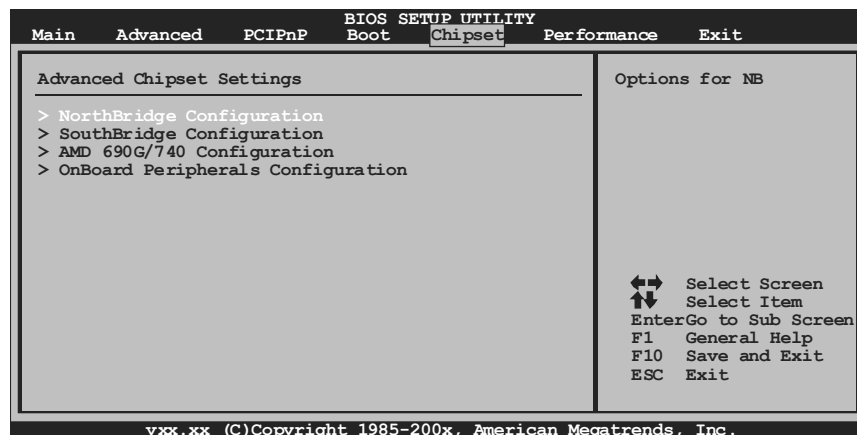 BIOS SETUP UTILITY
Main Advanced PCIPnP Boot Chipset Performance Exit
Advanced Chipset Settings
> NorthBridge Configuration
> SouthBridge Configuration
> AMD 690G/740 Configuration
> OnBoard Peripherals Configuration
Options for NB
Select Screen
Select Item
EnterGo to Sub Screen
F1 General Help
F10 Save and Exit
ESC Exit
vxx.xx (C)Copyright 1985-200x, American Megatrends, Inc.